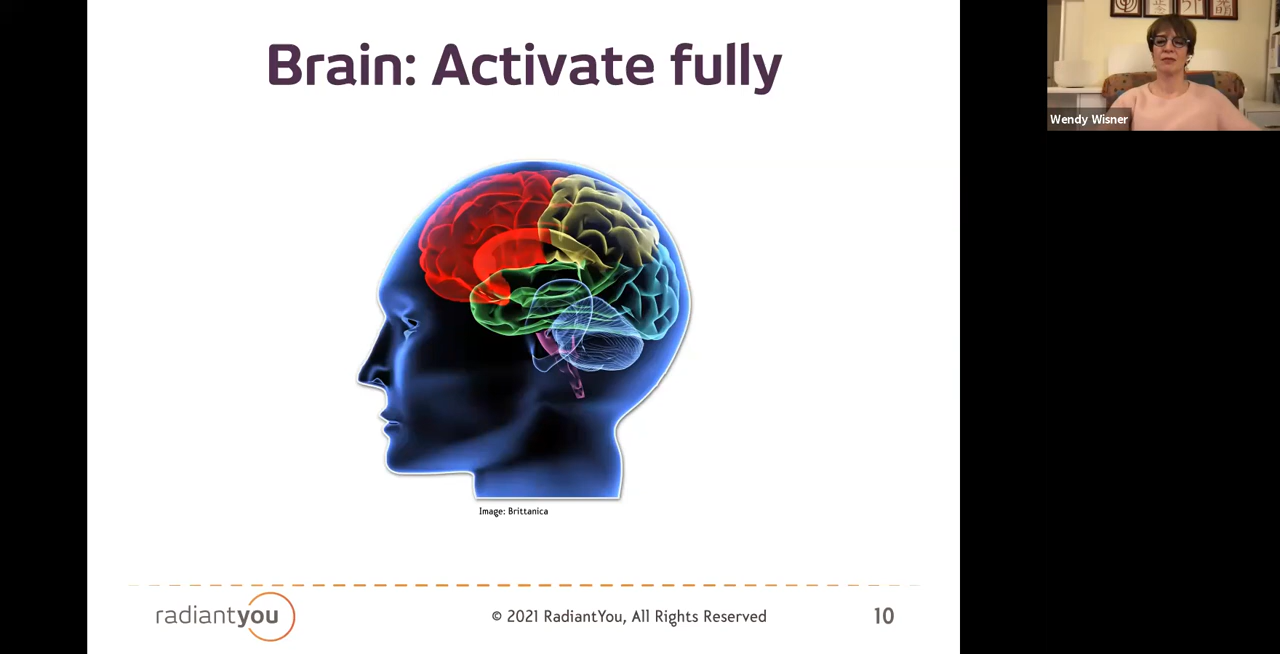 Brain: Activate fully
Wendy Wisner
Image: Brittanica
radiantyou
© 2021 RadiantYou, All Rights Reserved
10